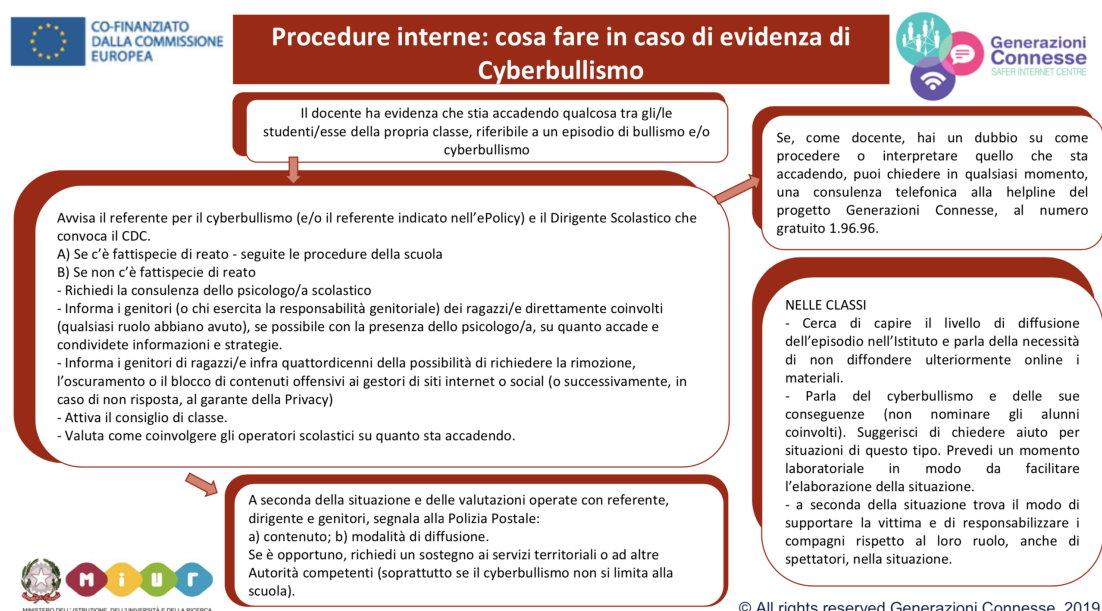 CO-FINANZIATO
DALLA COMMISSIONE
EUROPEA
Procedure interne: cosa fare in caso di evidenza di
Cyberbullismo
Generazioni
Connesse
SAFER INTERNET CENTRE
Il docente ha evidenza che stia accadendo qualcosa tra gli/le
studenti/esse della propria classe, riferibile a un episodio di bullismo e/o
cyberbullismo
Avvisa il referente per il cyberbullismo (e/o il referente indicato nell'ePolicy) e il Dirigente Scolastico che
convoca il CDC.
A) Se c'è fattispecie di reato - seguite le procedure della scuola
B) Se non c'è fattispecie di reato
- Richiedi la consulenza dello psicologo/a scolastico
- Informa i genitori (o chi esercita la responsabilità genitoriale) dei ragazzi/e direttamente coinvolti
(qualsiasi ruolo abbiano avuto), se possibile con la presenza dello psicologo/a, su quanto accade e
condividete informazioni e strategie.
- Informa i genitori di ragazzi/e infra quattordicenni della possibilità di richiedere la rimozione,
l'oscuramento o il blocco di contenuti offensivi ai gestori di siti internet o social (o successivamente, in
caso di non risposta, al garante della Privacy)
- Attiva il consiglio di classe.
- Valuta come coinvolgere gli operatori scolastici su quanto sta accadendo.
Se, come docente, hai un dubbio su come
procedere o interpretare quello che sta
accadendo, puoi chiedere in qualsiasi momento,
una consulenza telefonica alla helpline del
progetto Generazioni Connesse, al numero
gratuito 1.96.96.
NELLE CLASSI
- Cerca di capire il livello di diffusione
dell'episodio nell'Istituto e parla della necessità
di non diffondere ulteriormente online i
materiali.
- Parla del cyberbullismo e delle sue
conseguenze (non nominare gli alunni
coinvolti). Suggerisci di chiedere aiuto per
situazioni di questo tipo. Prevedi un momento
laboratoriale in modo da facilitare
l'elaborazione della situazione.
- a seconda della situazione trova il modo di
supportare la vittima e di responsabilizzare i
compagni rispetto al loro ruolo, anche di
spettatori, nella situazione.
A seconda della situazione e delle valutazioni operate con referente,
dirigente e genitori, segnala alla Polizia Postale:
a) contenuto; b) modalità di diffusione.
Se è opportuno, richiedi un sostegno ai servizi territoriali o ad altre
Autorità competenti (soprattutto se il cyberbullismo non si limita alla
scuola).
MiUr
MINISTERO DELL'ISTRUZIONE, DELL'UNIVERSITÀ E DELLA RICERCA
© All rights reserved Generazioni Connesse, 2019